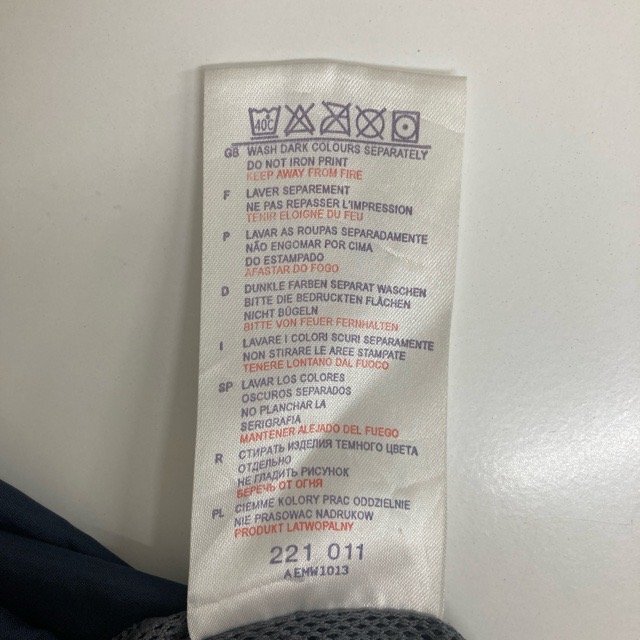 40C
GB WASH DARK COLOURS SEPARATELY
DO NOT IRON PRINT
KEEP AWAY FROM FIRE
F LAVER SEPAREMENT
NE PAS REPASSER L'IMPRESSION
TENIR ELOIGNE DU FEU
P LAVAR AS ROUPAS SEPARADAMENTE
NÃO ENGOMAR POR CIMA
DO ESTAMPADO
AFASTAR DO FOGO
D DUNKLE FARBEN SEPARAT WASCHEN
BITTE DIE BEDRUCKTEN FLÄCHEN
NICHT BÜGELN
BITTE VON FEUER FERNHALTEN
I LAVARE I COLORI SCURI SEPARAMENTE
NON STIRARE LE AREE STAMPATE
TENERE LONTANO DAL FUOCO
SP LAVAR LOS COLORES
OSCUROS SEPARADOS
NO PLANCHAR LA
SERIGRAFIA
MANTENER ALEJADO DEL FUEGO
R СТИРАТЬ ИЗДЕЛИЯ ТЕМНОГО ЦВЕТА
ОТДЕЛЬНО
НЕ ГЛАДИТЬ РИСУНОК
БЕРЕЧЬ ОТ ОГНЯ
PL CIEMME KOLORY PRAC ODDZIELNIE
NIE PRASOWAC NADRUKOW
PRODUKT LATWOPALNY
221 011
AEMW1013